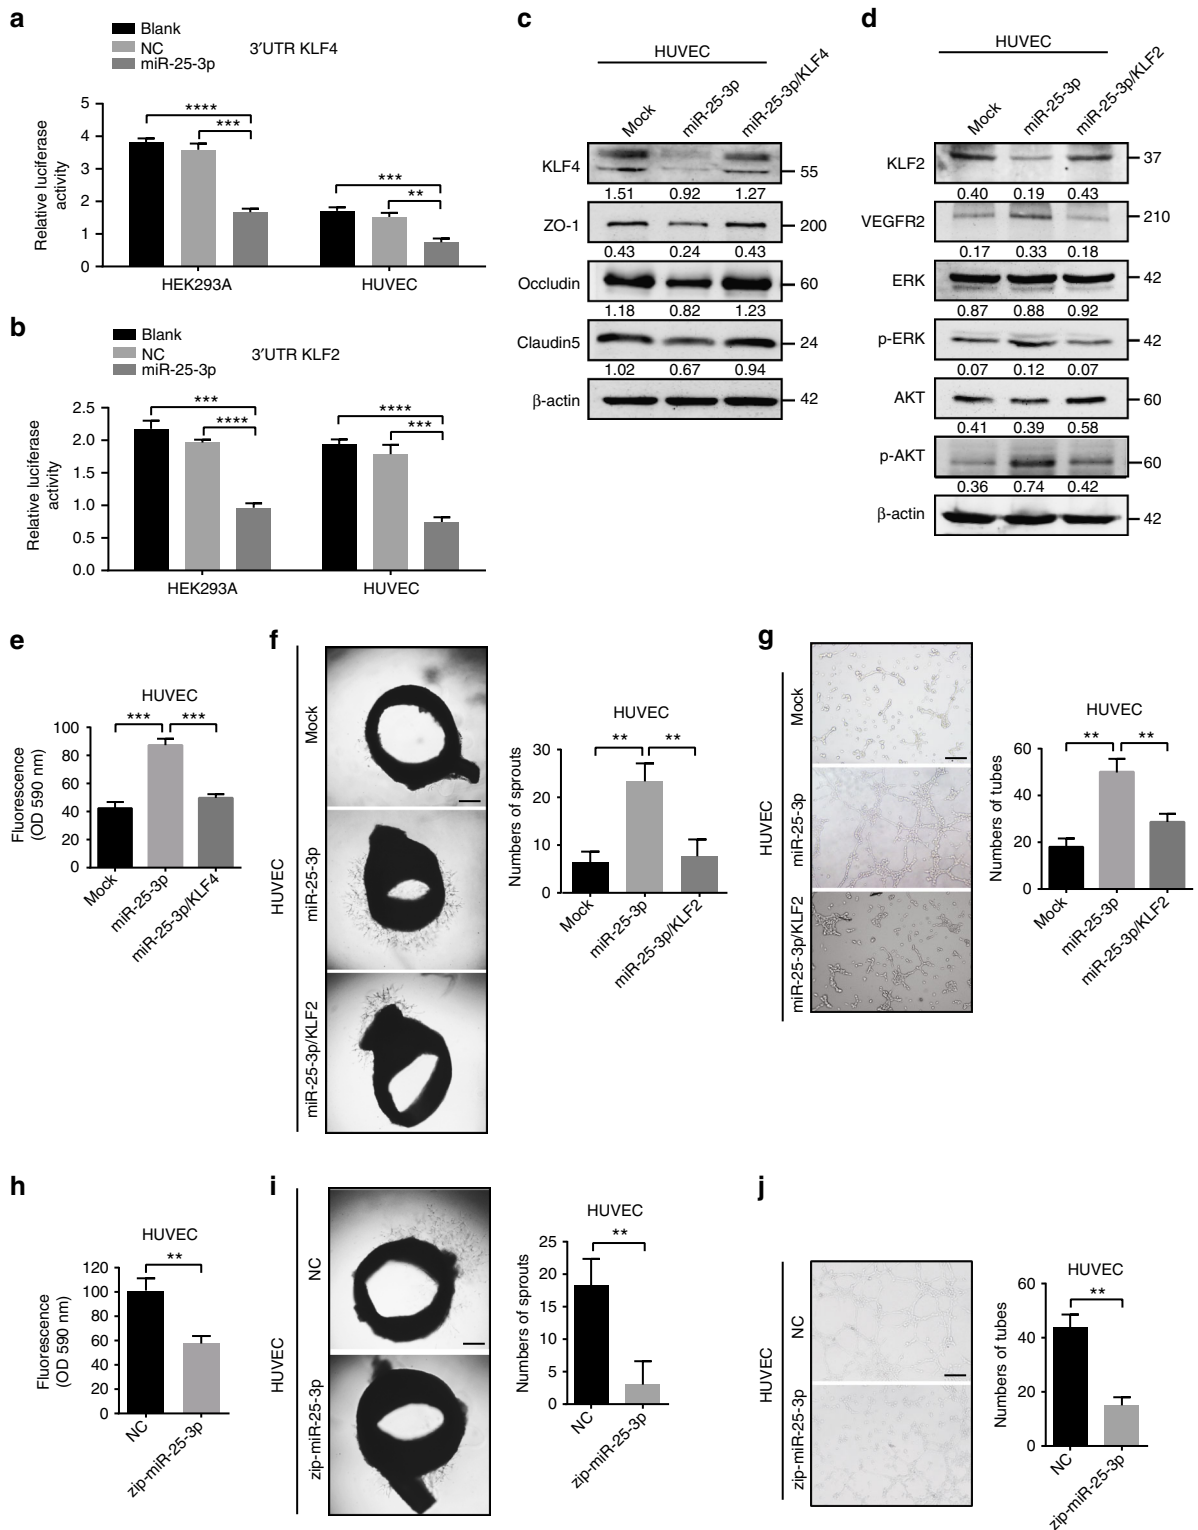 a
Blank
NC
miR-25-3p
3′UTR KLF4
Relative luciferase
activity
5
4
3
2
1
0
****
***
***
**
HEK293A
HUVEC
b
Blank
NC
miR-25-3p
3′UTR KLF2
Relative luciferase
activity
2.5
2.0
1.5
1.0
0.5
0.0
***
****
****
***
HEK293A
HUVEC
c
HUVEC
Mock
miR-25-3p
miR-25-3p/KLF4
KLF4
55
1.51 0.92 1.27
ZO-1
200
0.43 0.24 0.43
Occludin
60
1.18 0.82 1.23
Claudin5
24
1.02 0.67 0.94
β-actin
42
d
HUVEC
Mock
miR-25-3p
miR-25-3p/KLF2
KLF2
37
0.40 0.19 0.43
VEGFR2
210
0.17 0.33 0.18
ERK
42
0.87 0.88 0.92
p-ERK
42
0.07 0.12 0.07
AKT
60
0.41 0.39 0.58
p-AKT
60
0.36 0.74 0.42
β-actin
42
e
HUVEC
Fluorescence
(OD 590 nm)
100
80
60
40
20
0
***
***
Mock
miR-25-3p
miR-25-3p/KLF4
f
HUVEC
Mock
miR-25-3p
miR-25-3p/KLF2
HUVEC
Numbers of sprouts
30
20
10
0
**
**
Mock
miR-25-3p
miR-25-3p/KLF2
g
HUVEC
Mock
miR-25-3p
miR-25-3p/KLF2
HUVEC
Numbers of tubes
60
40
20
0
**
**
Mock
miR-25-3p
miR-25-3p/KLF2
h
HUVEC
Fluorescence
(OD 590 nm)
120
100
80
60
40
20
0
**
NC
zip-miR-25-3p
i
HUVEC
NC
zip-miR-25-3p
HUVEC
Numbers of sprouts
25
20
15
10
5
0
**
NC
zip-miR-25-3p
j
HUVEC
NC
zip-miR-25-3p
HUVEC
Numbers of tubes
60
40
20
0
**
NC
zip-miR-25-3p